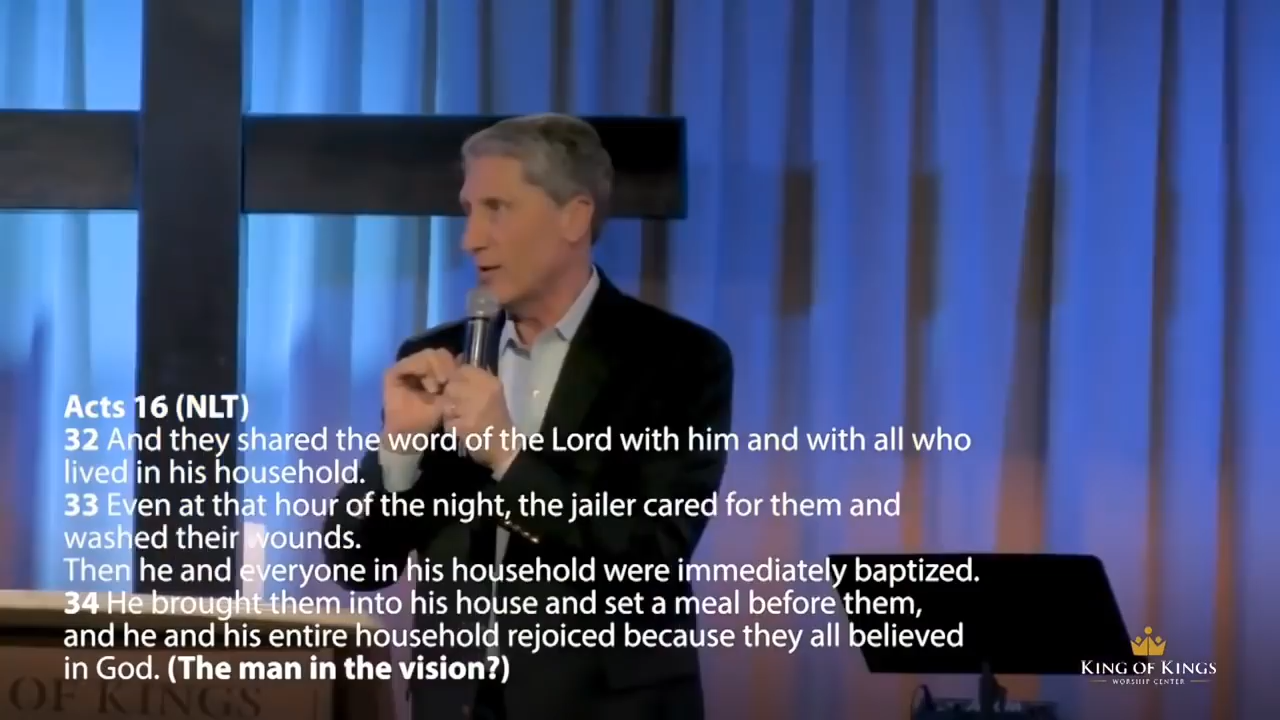 Acts 16 (NLT)
32 And they shared the word of the Lord with him and with all who
lived in his household.
33 Even at that hour of the night, the jailer cared for them and
washed their wounds.
Then he and everyone in his household were immediately baptized.
34 He brought them into his house and set a meal before them,
and he and his entire household rejoiced because they all believed
in God. (The man in the vision?)
OF KINGS
KING OF KINGS
WORSHIP CENTER